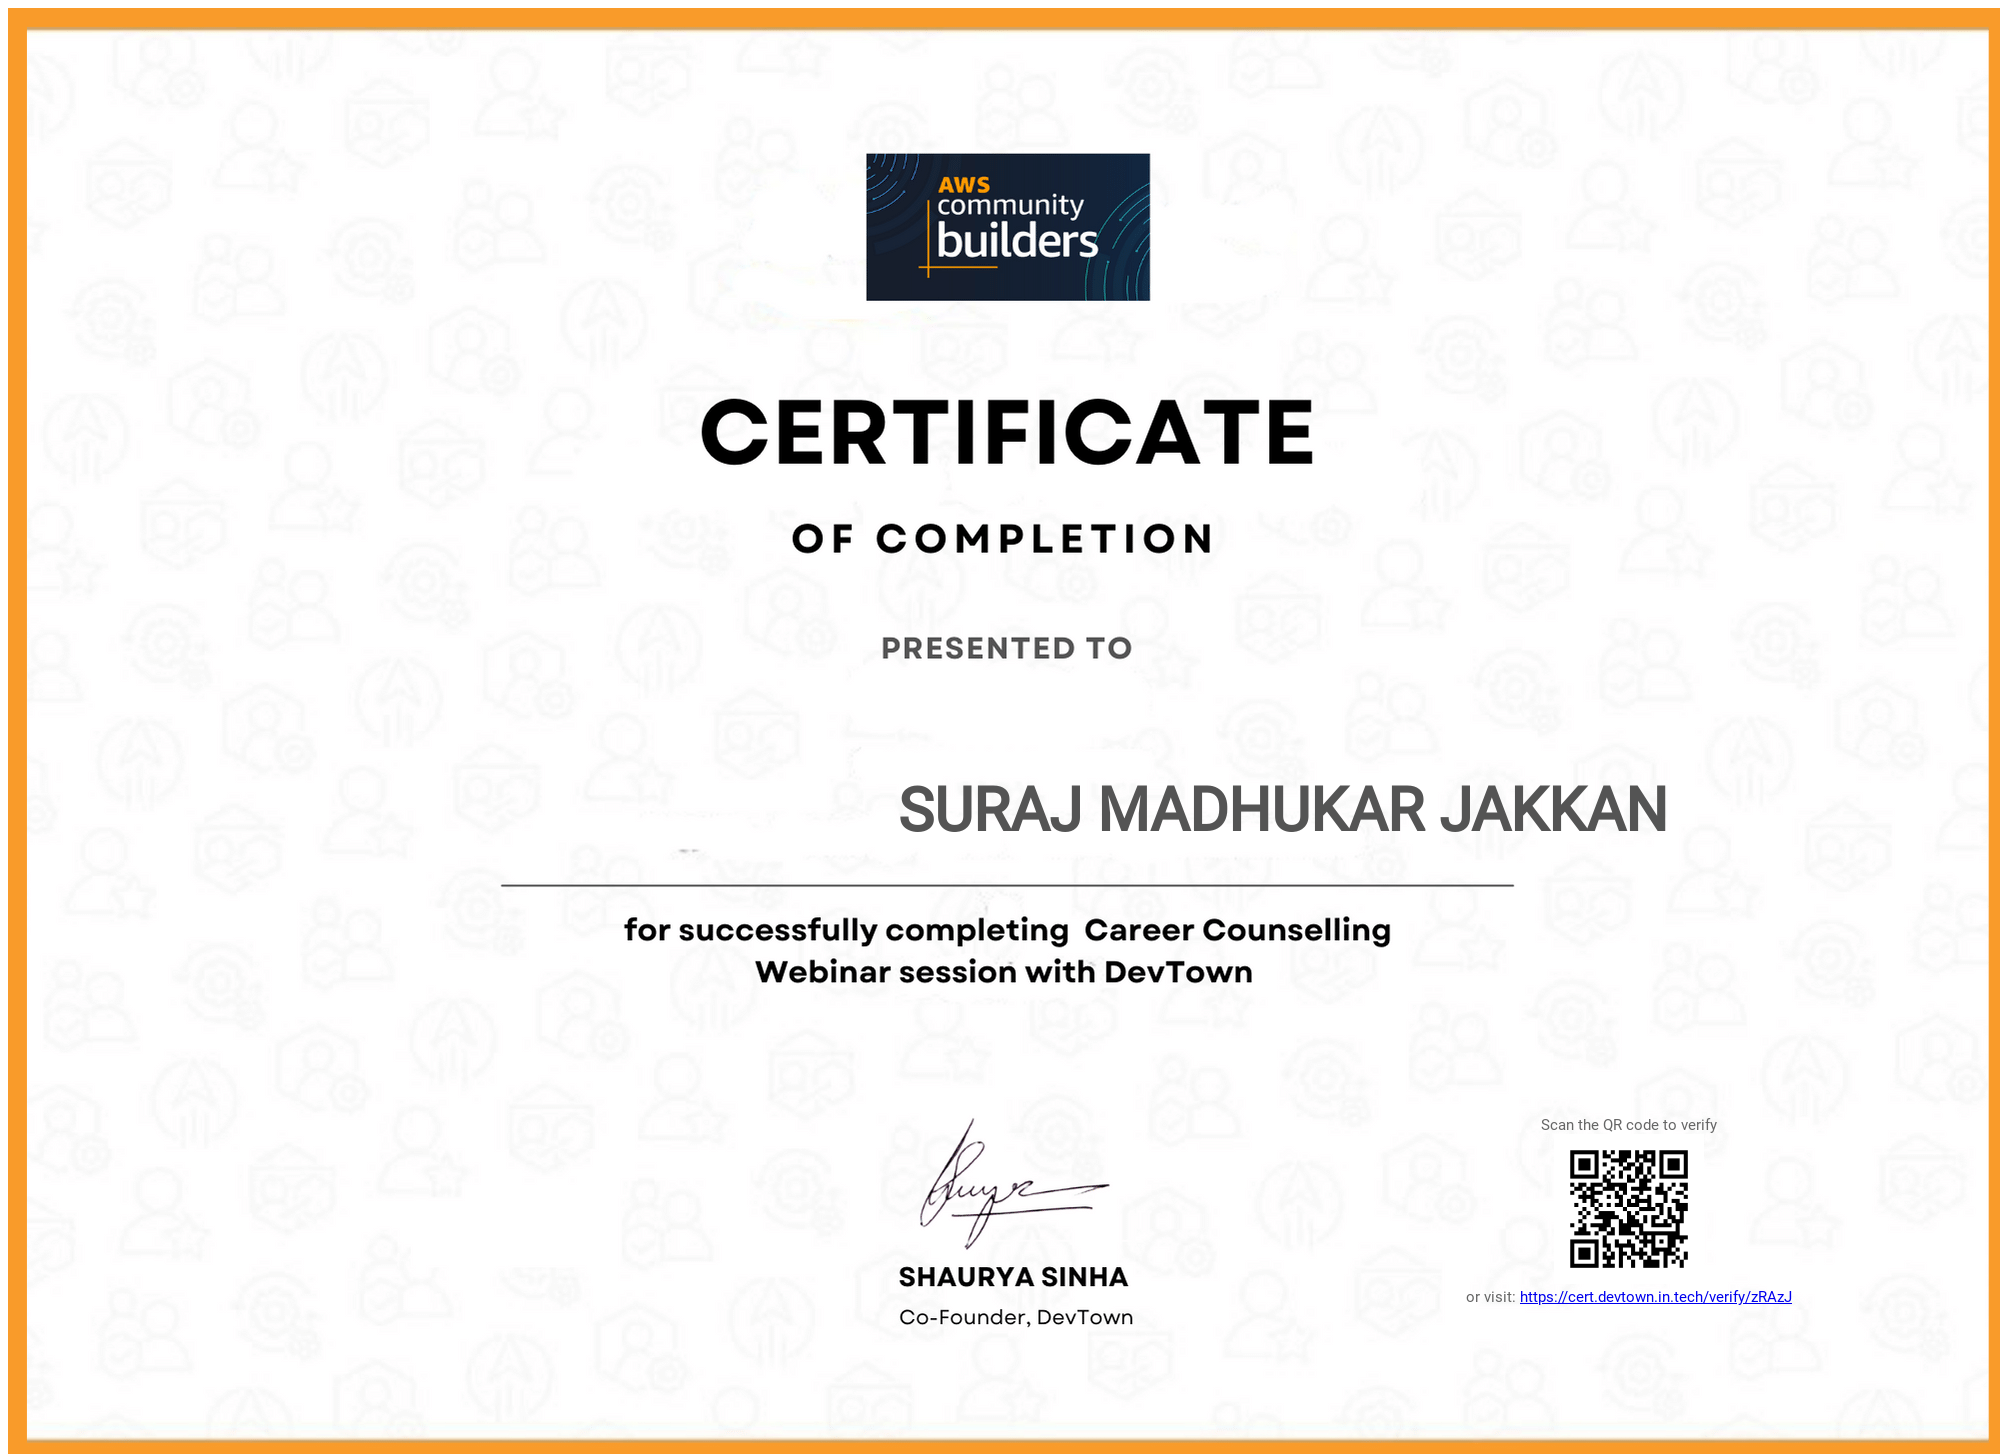 AWS
community
builders
CERTIFICATE
OF COMPLETION
PRESENTED TO
SURAJ MADHUKAR JAKKAN
for successfully completing  Career Counselling
Webinar session with DevTown
Scan the QR code to verify
SHAURYA SINHA
Co-Founder, DevTown
or visit: https://cert.devtown.in.tech/verify/zRAzJ